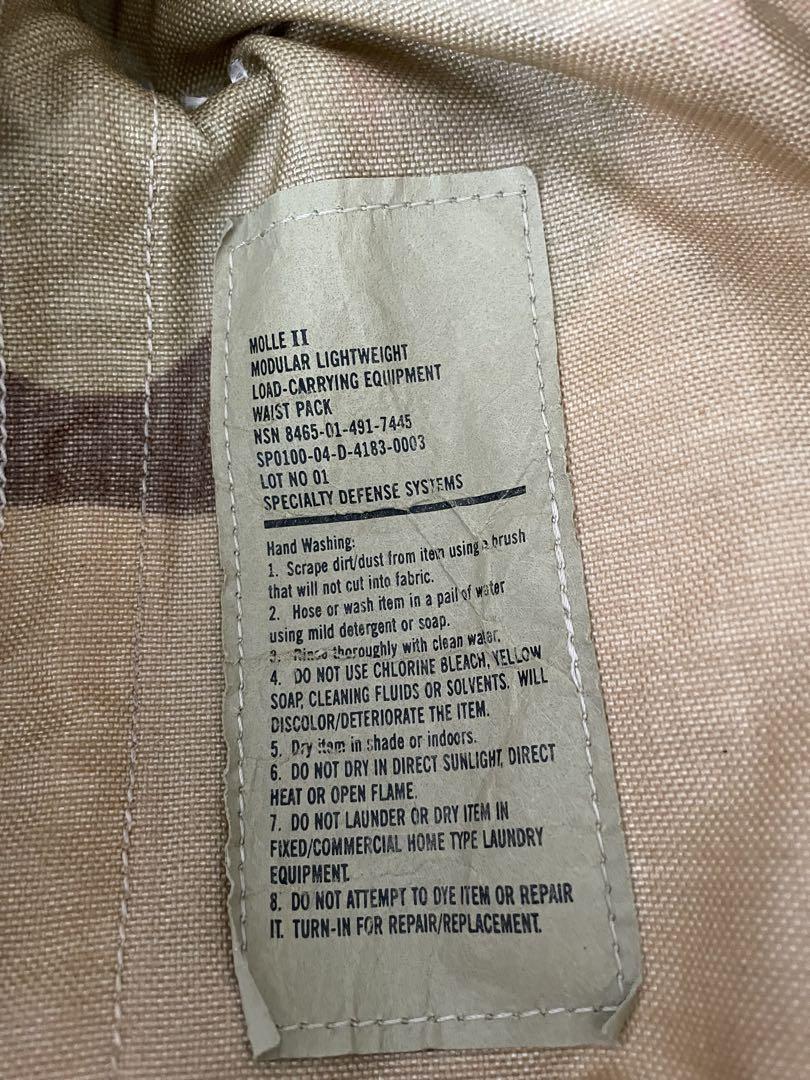 MOLLE II
MODULAR LIGHTWEIGHT
LOAD-CARRYING EQUIPMENT
WAIST PACK
NSN 8465-01-491-7445
SP0100-04-D-4183-0003
LOT NO 01
SPECIALTY DEFENSE SYSTEMS
Hand Washing:
1. Scrape dirt/dust from item using a brush
that will not cut into fabric.
2. Hose or wash item in a pail of water
using mild detergent or soap.
3. Rinse thoroughly with clean water.
4. DO NOT USE CHLORINE BLEACH, YELLOW
SOAP, CLEANING FLUIDS OR SOLVENTS. WILL
DISCOLOR/DETERIORATE THE ITEM.
5. Dry item in shade or indoors.
6. DO NOT DRY IN DIRECT SUNLIGHT, DIRECT
HEAT OR OPEN FLAME.
7. DO NOT LAUNDER OR DRY ITEM IN
FIXED/COMMERCIAL HOME TYPE LAUNDRY
EQUIPMENT.
8. DO NOT ATTEMPT TO DYE ITEM OR REPAIR
IT. TURN-IN FOR REPAIR/REPLACEMENT.